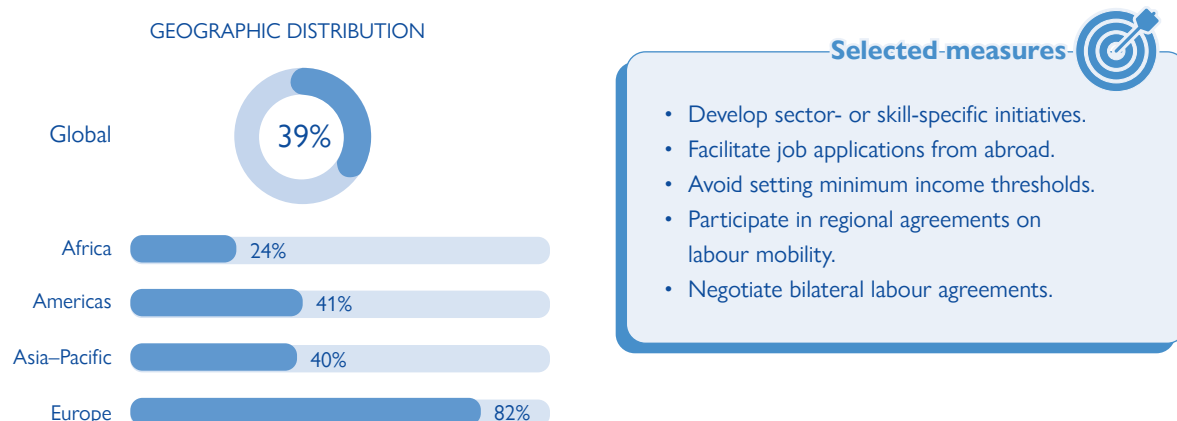 GEOGRAPHIC DISTRIBUTION
Global
39%
Africa
24%
Americas
41%
Asia–Pacific
40%
Europe
82%
Selected measures
• Develop sector- or skill-specific initiatives.
• Facilitate job applications from abroad.
• Avoid setting minimum income thresholds.
• Participate in regional agreements on
labour mobility.
• Negotiate bilateral labour agreements.